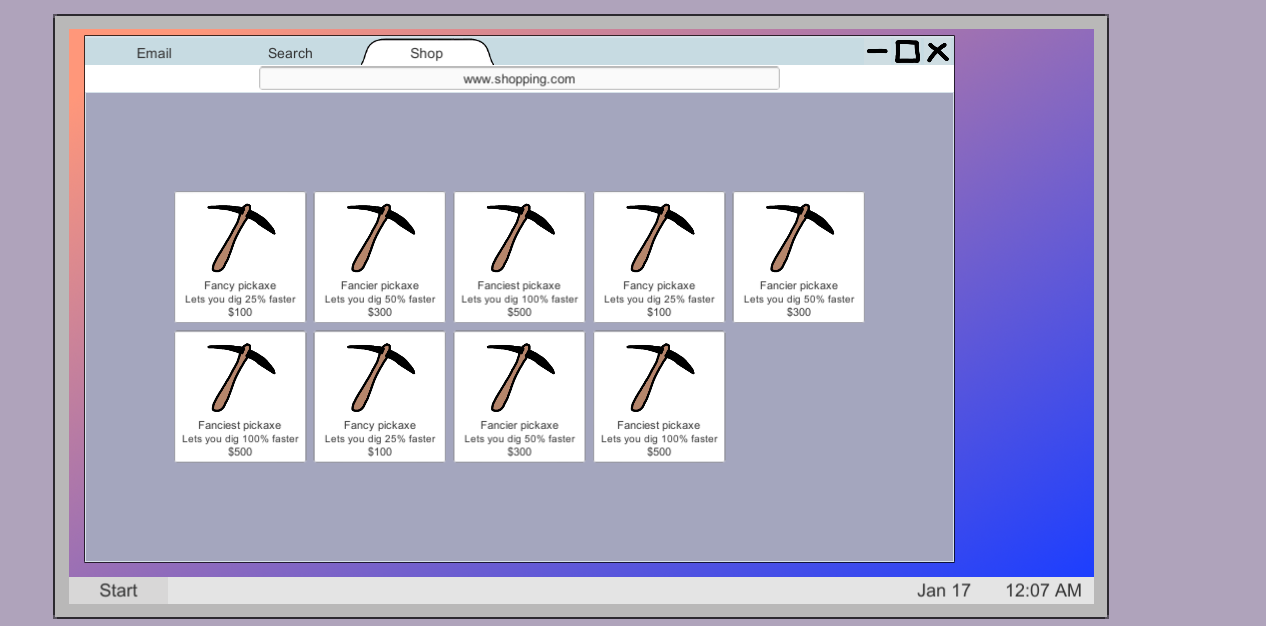 Email
Search
Shop
www.shopping.com
Fancy pickaxe
Lets you dig 25% faster
$100
Fancier pickaxe
Lets you dig 50% faster
$300
Fanciest pickaxe
Lets you dig 100% faster
$500
Fancy pickaxe
Lets you dig 25% faster
$100
Fancier pickaxe
Lets you dig 50% faster
$300
Fanciest pickaxe
Lets you dig 100% faster
$500
Fancy pickaxe
Lets you dig 25% faster
$100
Fancier pickaxe
Lets you dig 50% faster
$300
Fanciest pickaxe
Lets you dig 100% faster
$500
Start
Jan 17
12:07 AM